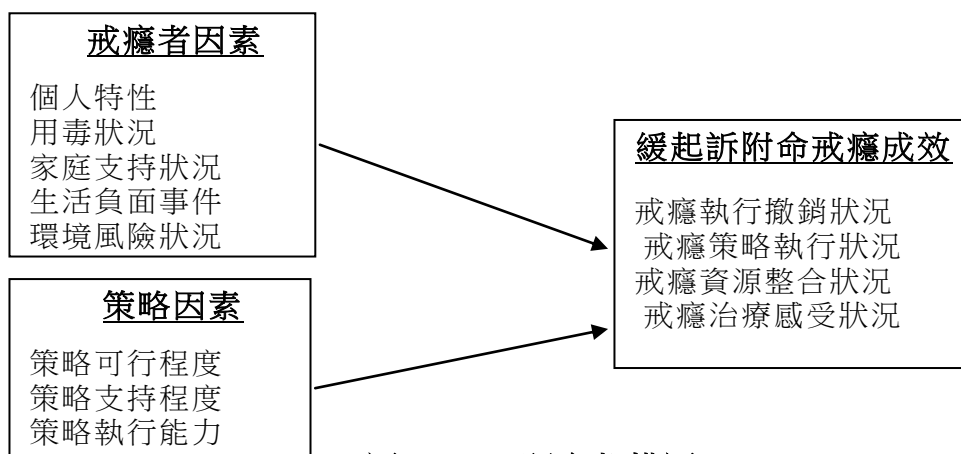 戒癮者因素
個人特性
用毒狀況
家庭支持狀況
生活負面事件
環境風險狀況
策略因素
策略可行程度
策略支持程度
策略執行能力
緩起訴附命戒癮成效
戒癮執行撤銷狀況
戒癮策略執行狀況
戒癮資源整合狀況
戒癮治療感受狀況